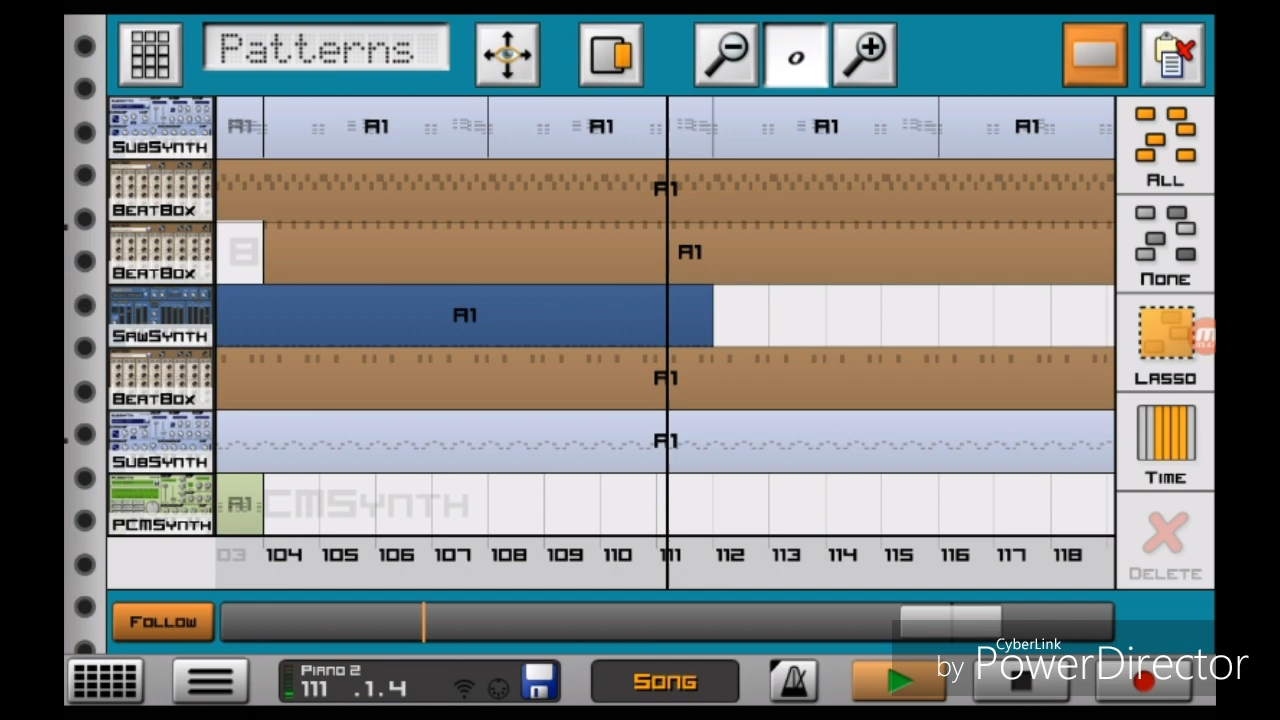 Patterns
o
SubSynth
A1 A1 A1 A1 A1
BeatBox
A1
BeatBox
B A1
SawSynth
A1
BeatBox
A1
SubSynth
A1
PCMSynth
A1 CMSynth
03 104 105 106 107 108 109 110 111 112 113 114 115 116 117 118
All
None
Lasso
Time
Delete
Follow
Piano 2
111 .1.4
Song
CyberLink
by PowerDirector